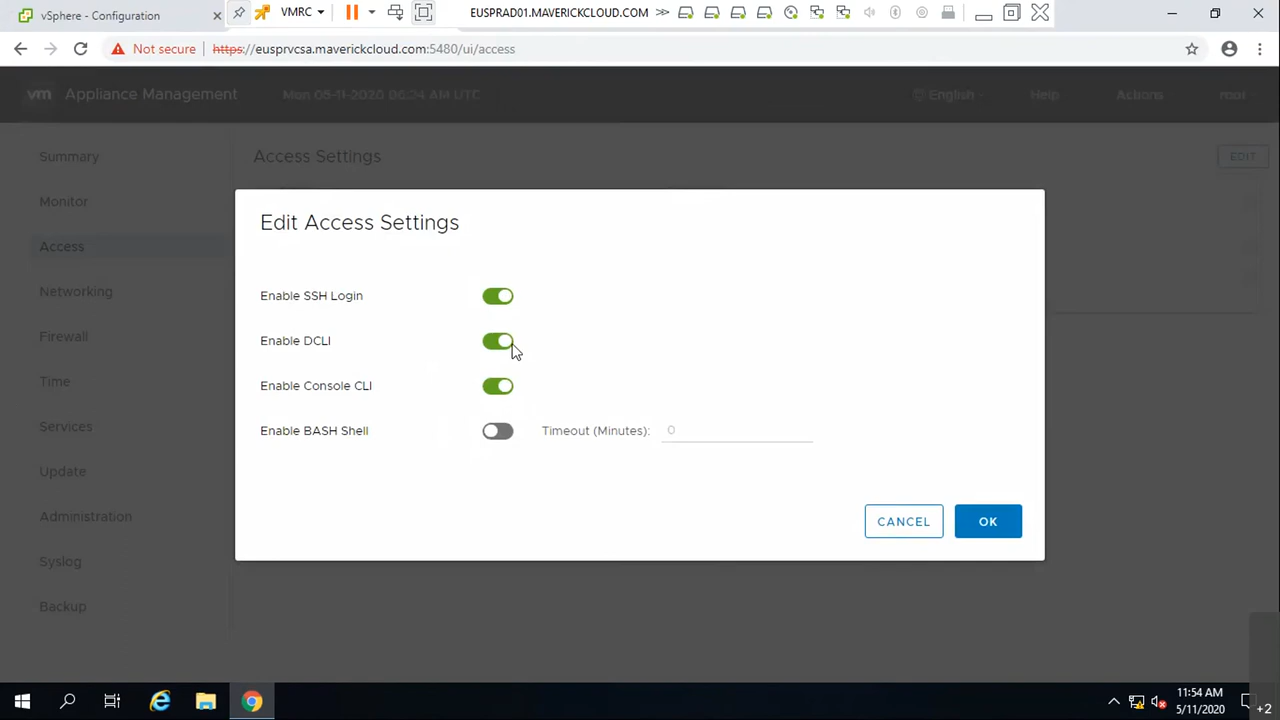 vSphere - Configuration
VMRC
EUSPRAD01.MAVERICKCLOUD.COM
Not secure
https://eusprvcsa.maverickcloud.com:5480/ui/access
vm Appliance Management
Mon 05-11-2020 06:24 AM UTC
English
Help
Actions
Summary
Access Settings
EDIT
Monitor
Access
Networking
Firewall
Time
Services
Update
Administration
Syslog
Backup
Edit Access Settings
Enable SSH Login
Enable DCLI
Enable Console CLI
Enable BASH Shell
Timeout (Minutes): 0
CANCEL
OK
11:54 AM
5/11/2020
+2